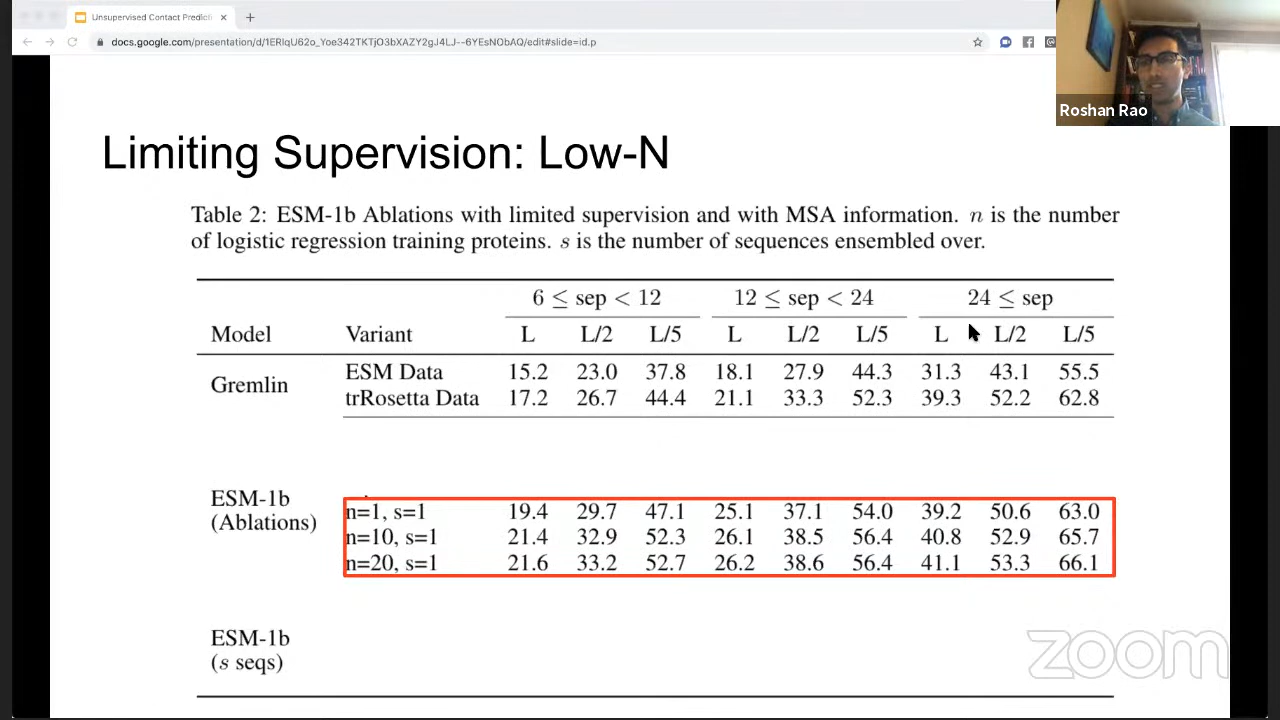 Unsupervised Contact Predicti
docs.google.com/presentation/d/1ERlqU62o_Yoe342TKTjO3bXAZY2gJ4LJ--6YEsNObAQ/edit#slide=id.p
Roshan Rao
Limiting Supervision: Low-N
Table 2: ESM-1b Ablations with limited supervision and with MSA information. n is the number
of logistic regression training proteins. s is the number of sequences ensembled over.
6 ≤ sep < 12 12 ≤ sep < 24 24 ≤ sep
Model Variant L L/2 L/5 L L/2 L/5 L L/2 L/5
Gremlin
ESM Data 15.2 23.0 37.8 18.1 27.9 44.3 31.3 43.1 55.5
trRosetta Data 17.2 26.7 44.4 21.1 33.3 52.3 39.3 52.2 62.8
ESM-1b
(Ablations)
n=1, s=1 19.4 29.7 47.1 25.1 37.1 54.0 39.2 50.6 63.0
n=10, s=1 21.4 32.9 52.3 26.1 38.5 56.4 40.8 52.9 65.7
n=20, s=1 21.6 33.2 52.7 26.2 38.6 56.4 41.1 53.3 66.1
ESM-1b
(s seqs)
zoom